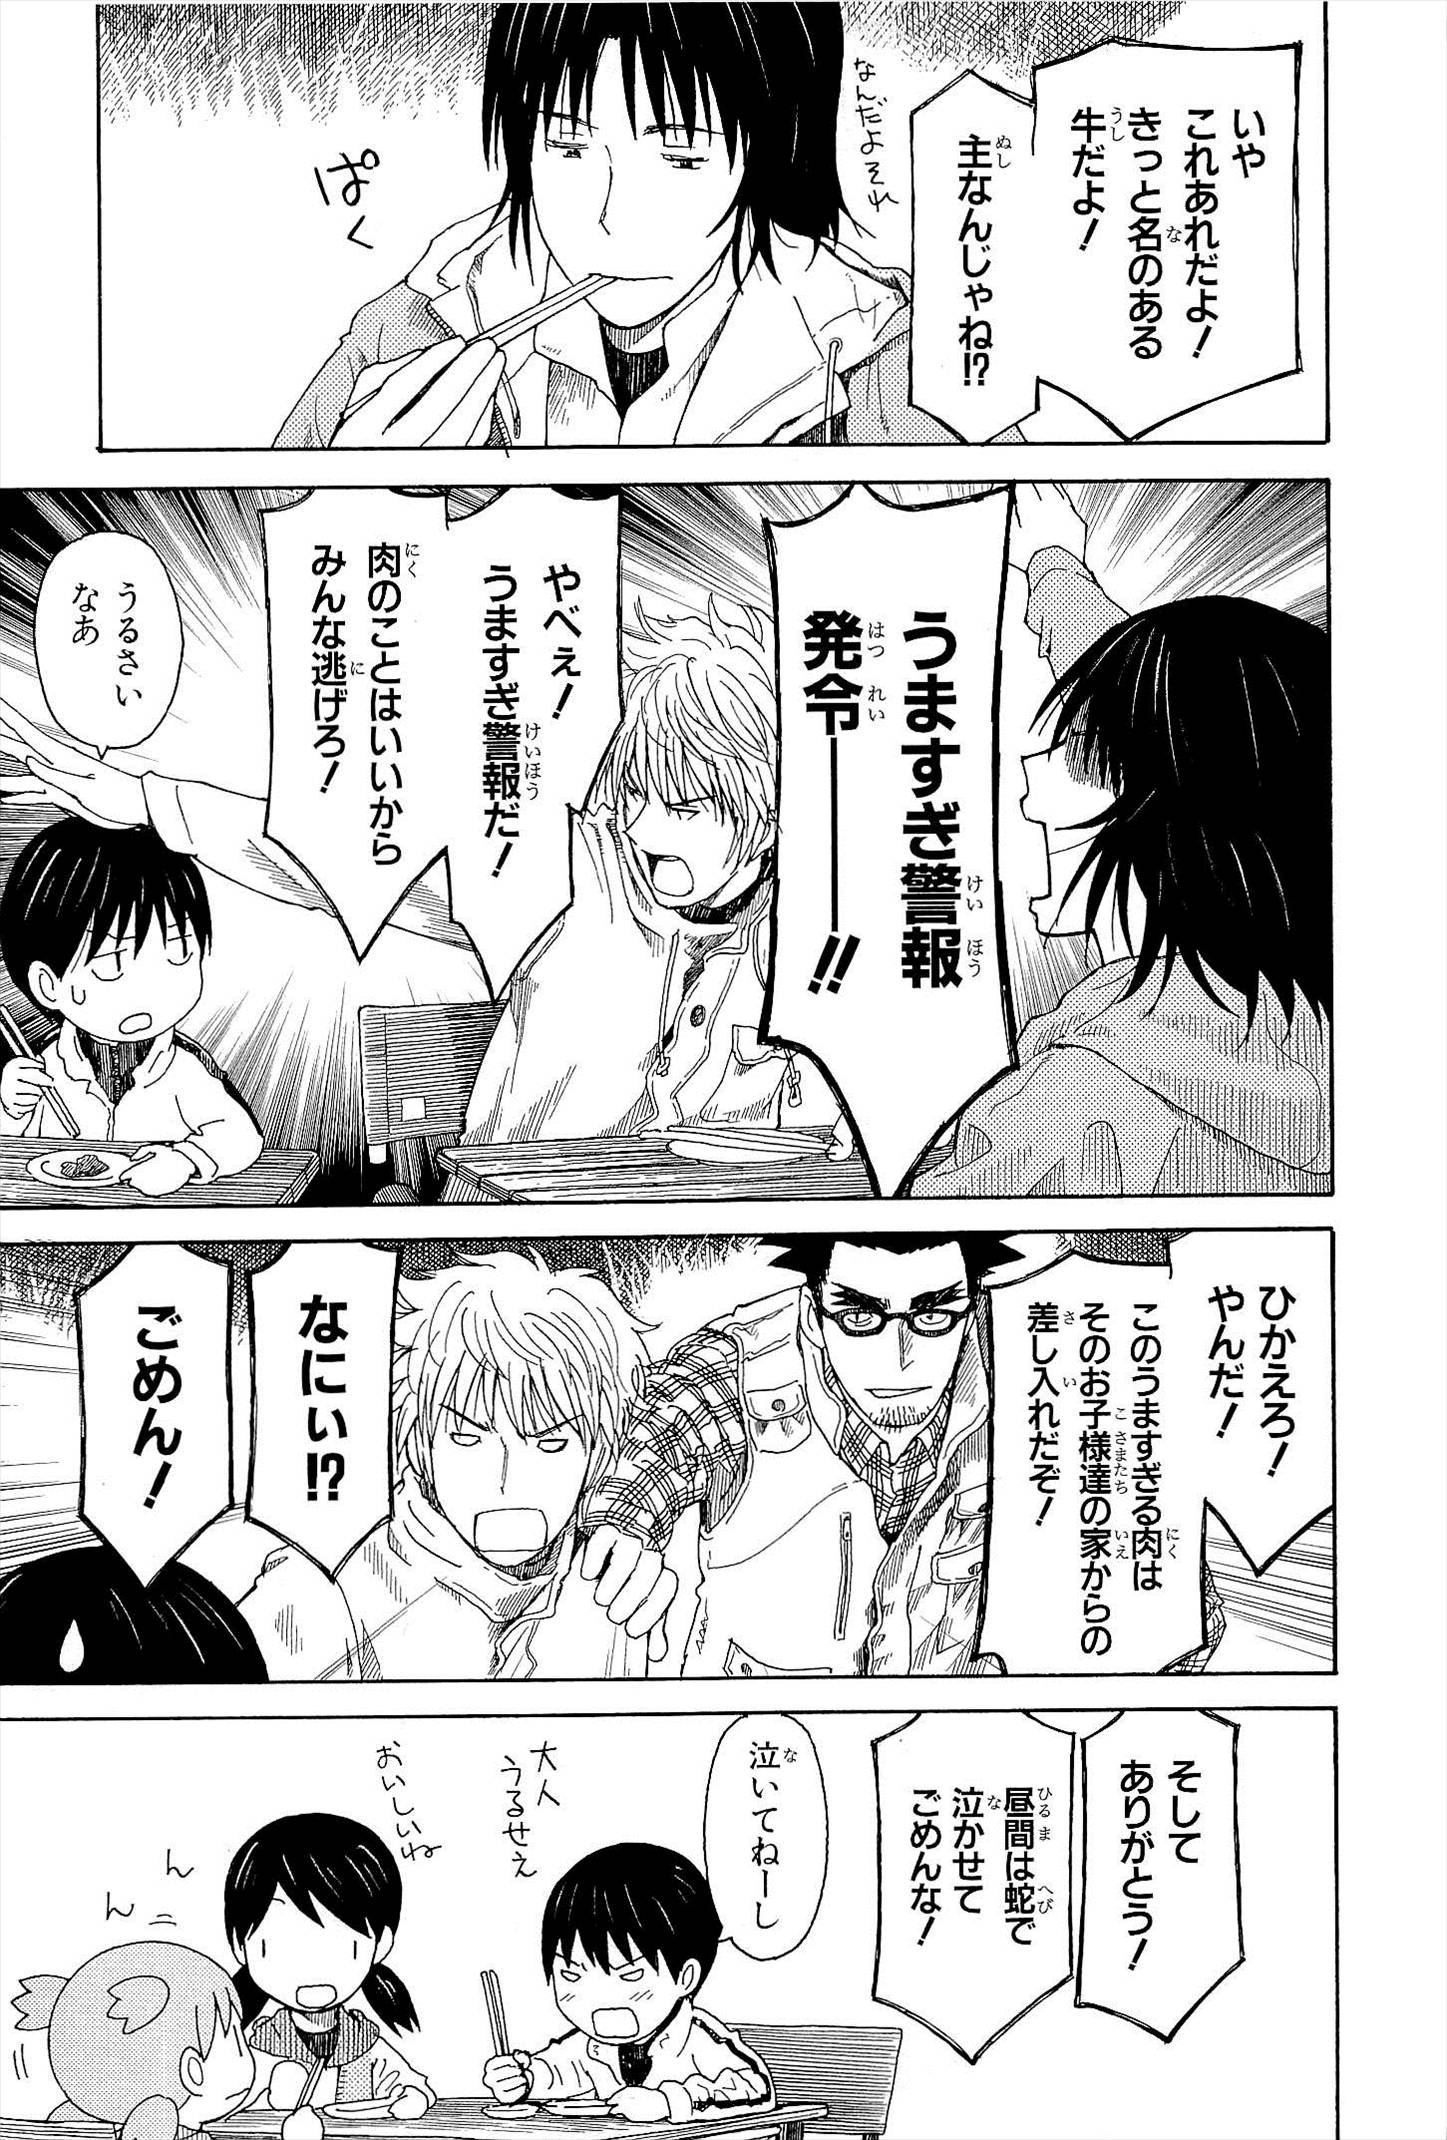 いや
これあれだよ！
きっと名のある
牛だよ！
主なんじゃね!?
なんだよそれ
ぱく
うますぎ警報
発令――!!
やべぇ！
うますぎ警報だ！
肉のことはいいから
みんな逃げろ！
うるさい
なあ
ひかえろ！
やんだ！
このうますぎる肉は
そのお子様達の家からの
差し入れだぞ！
なにぃ!?
ごめん！
そして
ありがとう！
昼間は蛇で
泣かせて
ごめんな！
泣いてねーし
大人
うるせえ
おいしいね
ん
ん